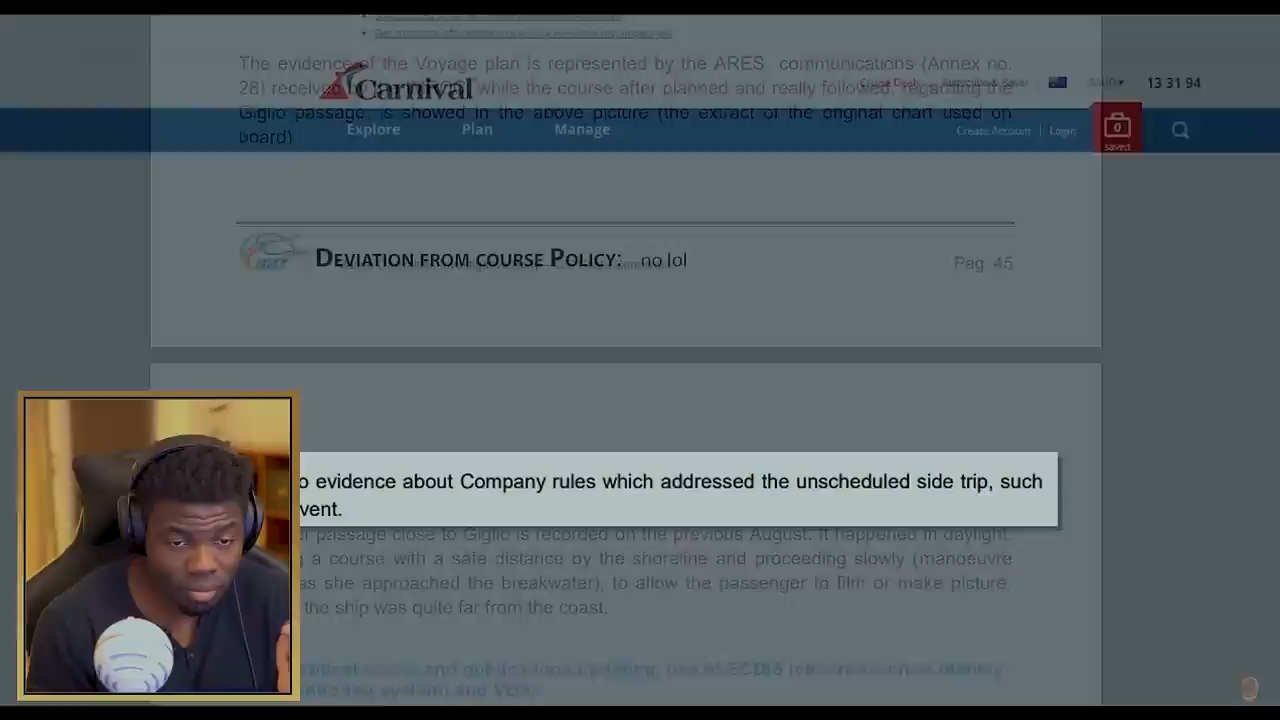 The evidence of the Voyage plan is represented by the ARES communications (Annex no.
28) received while the course after planned and really followed, regarding the
Carnival
13 31 94
Giglio passage, is showed in the above picture (the extract of the original chart used on
board)
Explore Plan Manage
Create Account | Login
0
saved
DEVIATION FROM COURSE POLICY: no lol
Pag. 45
o evidence about Company rules which addressed the unscheduled side trip, such
vent.
passage close to Giglio is recorded on the previous August. It happened in daylight,
a course with a safe distance by the shoreline and proceeding slowly (manoeuvre
as she approached the breakwater), to allow the passenger to film or make picture,
the ship was quite far from the coast.